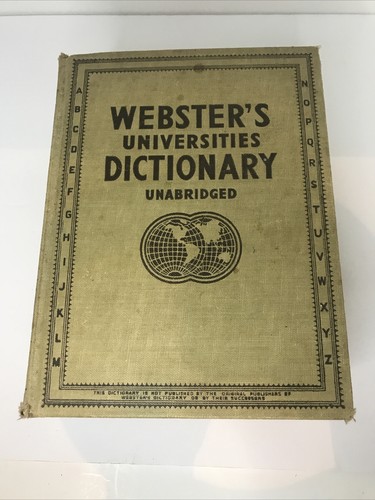 WEBSTER'S
UNIVERSITIES
DICTIONARY
UNABRIDGED
A
B
C
D
E
F
G
H
I
J
K
L
M
N
O
P
Q
R
S
T
U
V
W
X
Y
Z
THIS DICTIONARY IS NOT PUBLISHED BY THE ORIGINAL PUBLISHERS OF
WEBSTER'S DICTIONARY OR BY THEIR SUCCESSORS